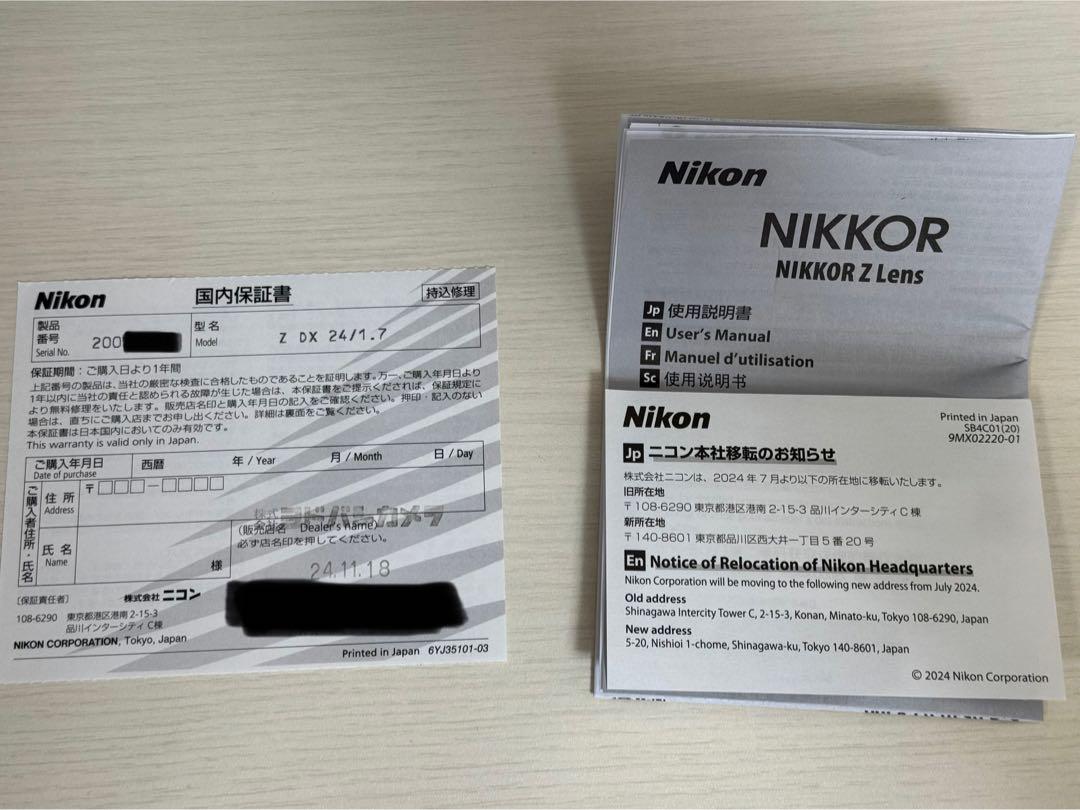 Nikon
国内保証書
持込修理
製品
番号
Serial No.
200
型名
Model
Z DX 24/1.7
保証期間：ご購入日より1年間
上記番号の製品は、当社の厳密な検査に合格したものであることを証明します。万一、ご購入年月日より
1年以内に当社の責任と認められる故障が生じた場合は、本保証書をご提示くだされば、保証規定に
より無料修理をいたします。販売店名印と購入年月日の記入をご確認ください。押印・記入のない
場合は、直ちにご購入店までお申し出ください。詳細は裏面をご覧ください。
本保証書は日本国内においてのみ有効です。
This warranty is valid only in Japan.
ご購入年月日
Date of purchase
西暦
年 / Year
月 / Month
日 / Day
ご購入者住所・氏名
住所
Address
〒□□□－□□□□
氏名
Name
様
株式会社 ヨドバシカメラ
(販売店名 Dealer's name)
必ず店名印を押してください。
24.11.18
〔保証責任者〕
株式会社 ニコン
108-6290 東京都港区港南 2-15-3
品川インターシティ C棟
NIKON CORPORATION, Tokyo, Japan
Printed in Japan 6YJ35101-03
Nikon
NIKKOR
NIKKOR Z Lens
Jp 使用説明書
En User's Manual
Fr Manuel d'utilisation
Sc 使用说明书
Nikon
Printed in Japan
SB4C01(20)
9MX02220-01
Jp ニコン本社移転のお知らせ
株式会社ニコンは、2024 年 7 月より以下の所在地に移転いたします。
旧所在地
〒108-6290 東京都港区港南 2-15-3 品川インターシティ C 棟
新所在地
〒140-8601 東京都品川区西大井一丁目 5 番 20 号
En Notice of Relocation of Nikon Headquarters
Nikon Corporation will be moving to the following new address from July 2024.
Old address
Shinagawa Intercity Tower C, 2-15-3, Konan, Minato-ku, Tokyo 108-6290, Japan
New address
5-20, Nishioi 1-chome, Shinagawa-ku, Tokyo 140-8601, Japan
© 2024 Nikon Corporation